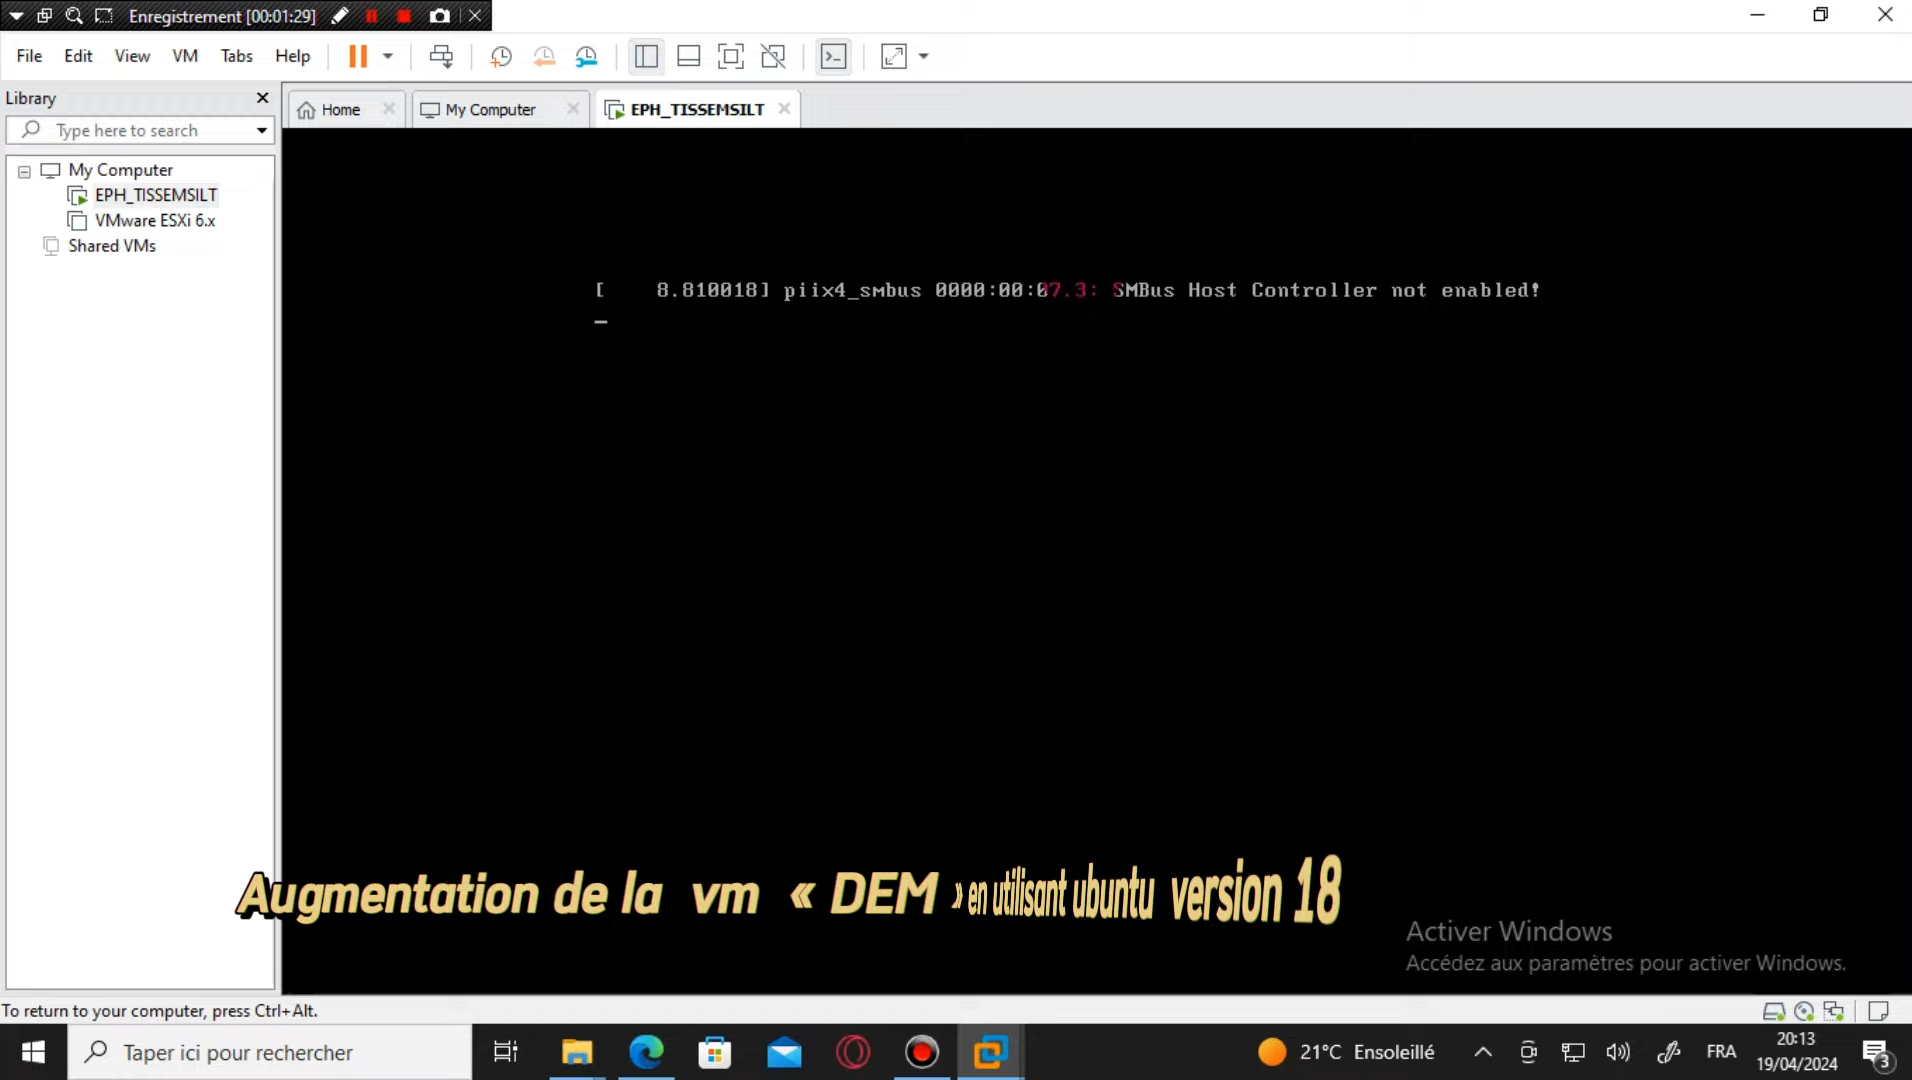 Enregistrement [00:01:29]
File Edit View VM Tabs Help
Library
Home
My Computer
EPH_TISSEMSILT
Type here to search
My Computer
EPH_TISSEMSILT
VMware ESXi 6.x
Shared VMs
[    8.810018] piix4_smbus 0000:00:07.3: SMBus Host Controller not enabled!
Augmentation de la vm « DEM » en utilisant ubuntu version 18
Activer Windows
Accédez aux paramètres pour activer Windows.
To return to your computer, press Ctrl+Alt.
Taper ici pour rechercher
21°C Ensoleillé
FRA
20:13
19/04/2024
3